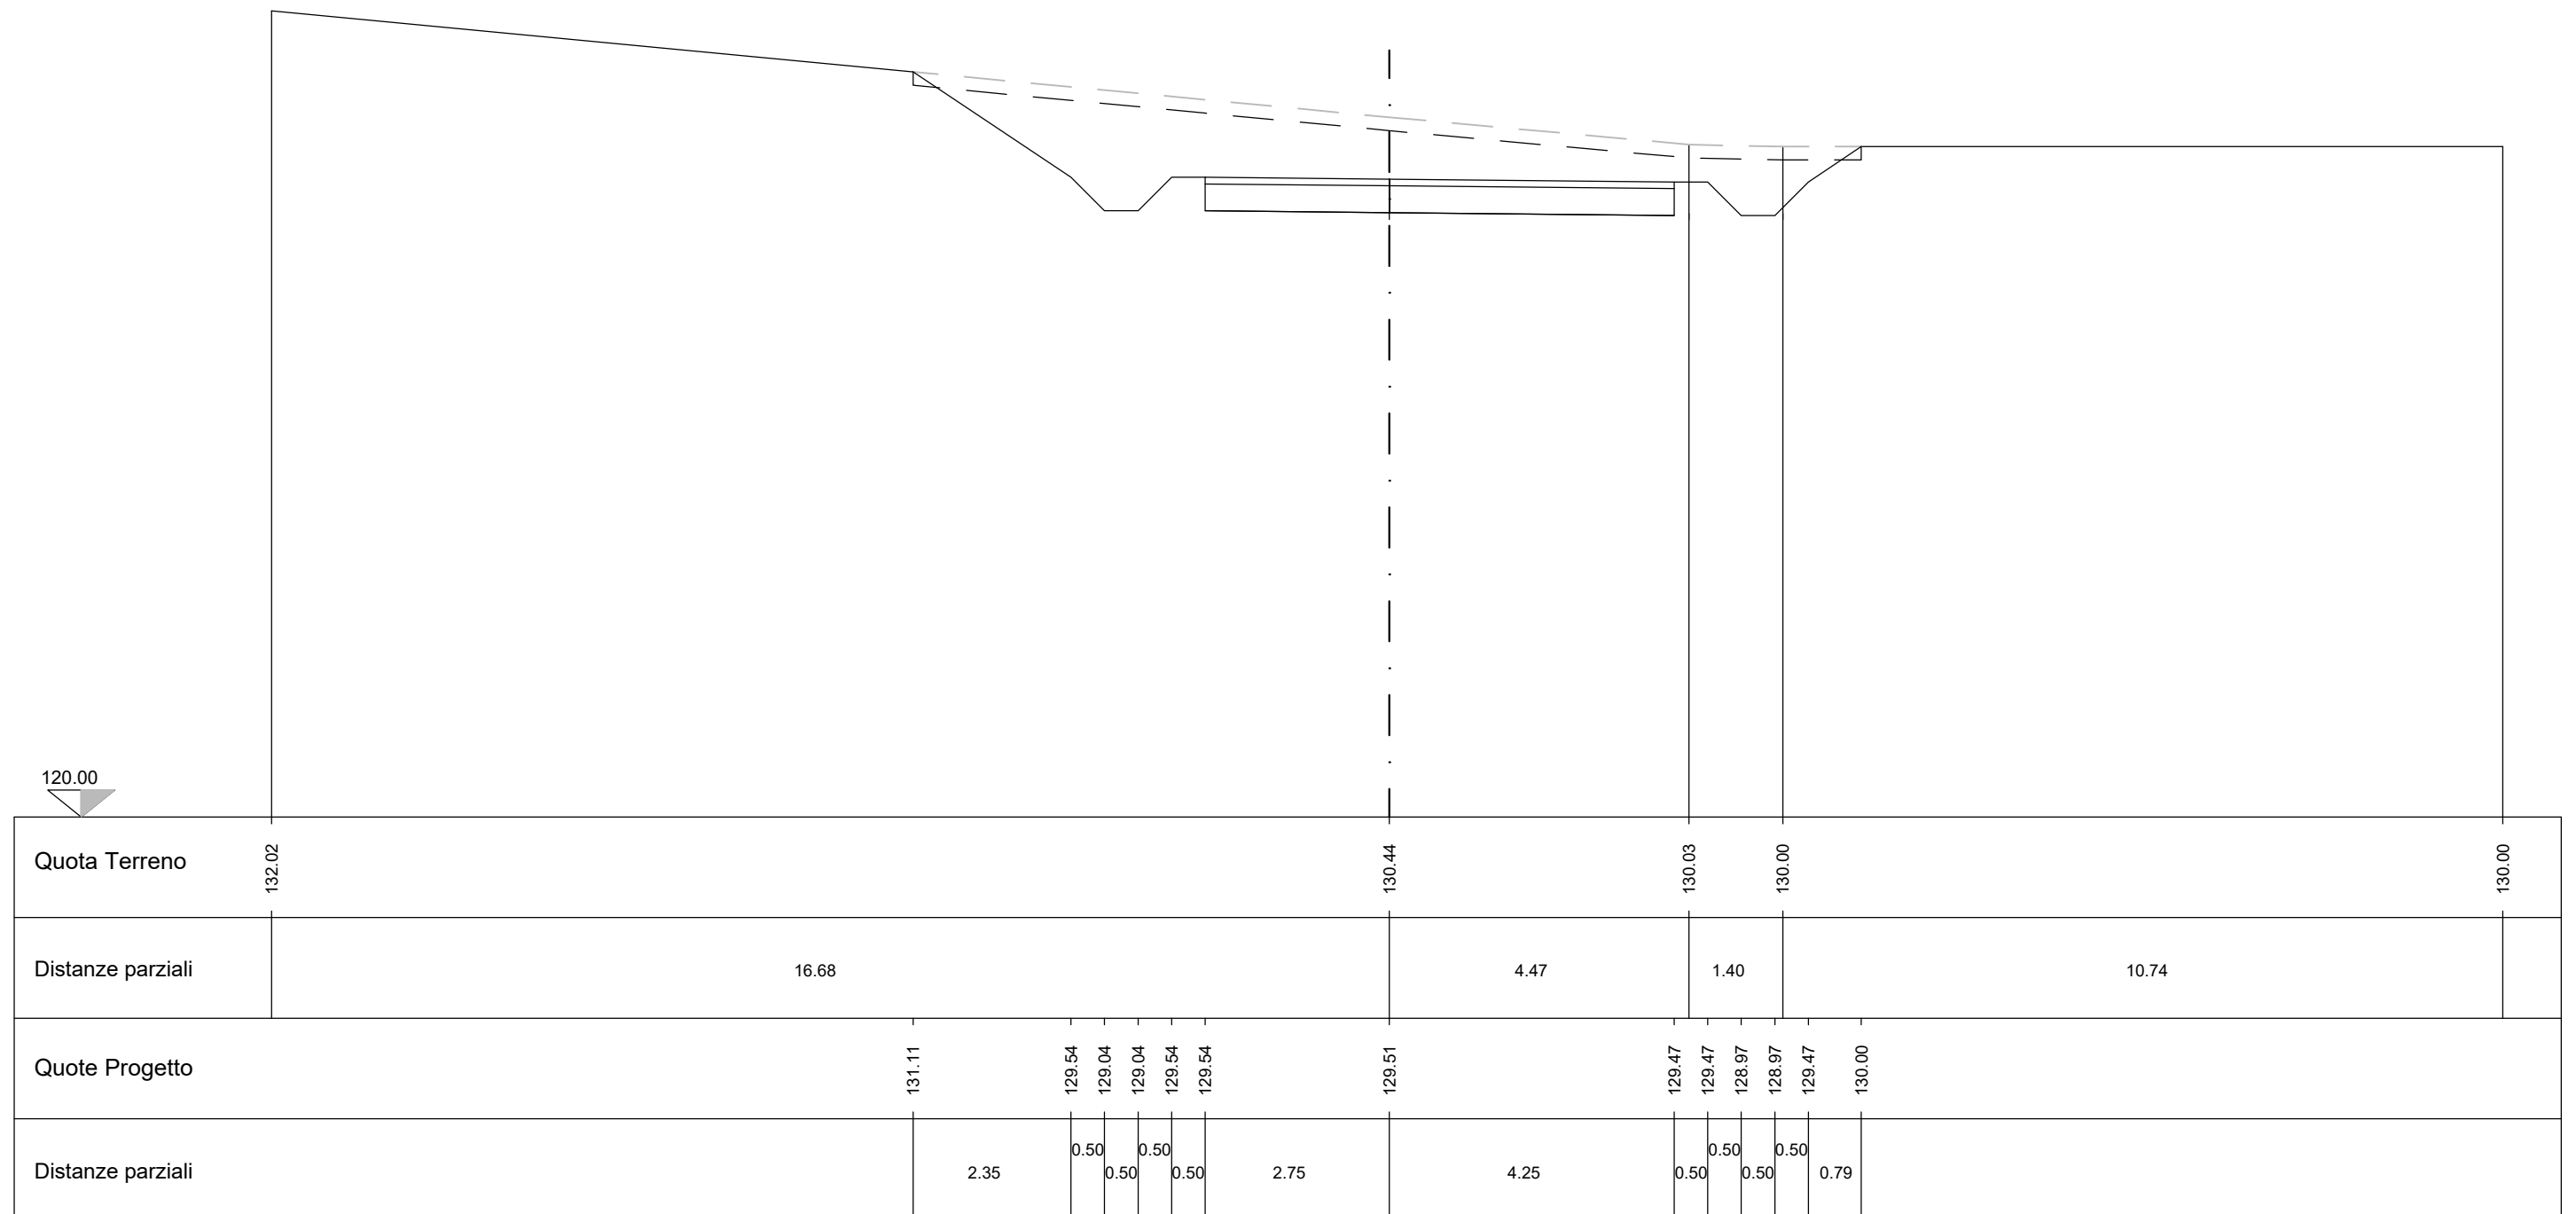 120.00
Quota Terreno 132.02 130.44 130.03 130.00 130.00
Distanze parziali 16.68 4.47 1.40 10.74
Quote Progetto 131.11 129.54 129.04 129.04 129.54 129.54 129.51 129.47 129.47 128.97 128.97 129.47 130.00
Distanze parziali 2.35 0.50 0.50 0.50 0.50 2.75 4.25 0.50 0.50 0.50 0.50 0.79